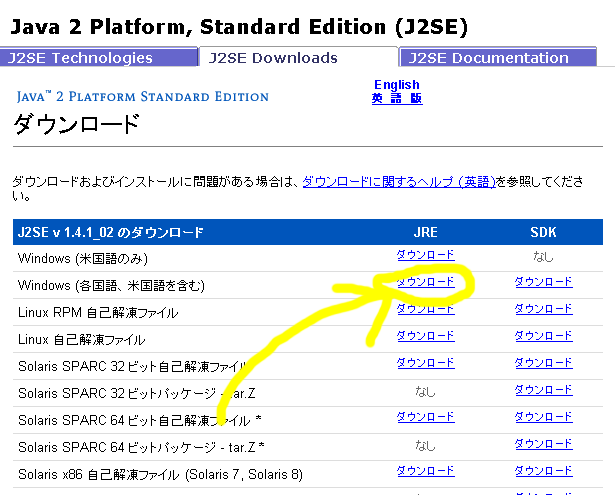 Java 2 Platform, Standard Edition (J2SE)
J2SE Technologies J2SE Downloads J2SE Documentation
JAVA™ 2 PLATFORM STANDARD EDITION
English
英 語 版
ダウンロード
ダウンロードおよびインストールに問題がある場合は、ダウンロードに関するヘルプ (英語)を参照してくださ
い。
J2SE v 1.4.1_02 のダウンロード JRE SDK
Windows (米国語のみ) ダウンロード なし
Windows (各国語、米国語を含む) ダウンロード ダウンロード
Linux RPM 自己解凍ファイル ダウンロード ダウンロード
Linux 自己解凍ファイル ダウンロード ダウンロード
Solaris SPARC 32 ビット自己解凍ファイル ダウンロード ダウンロード
Solaris SPARC 32 ビットパッケージ - tar.Z なし ダウンロード
Solaris SPARC 64 ビット自己解凍ファイル * ダウンロード ダウンロード
Solaris SPARC 64 ビットパッケージ - tar.Z * なし ダウンロード
Solaris x86 自己解凍ファイル (Solaris 7, Solaris 8) ダウンロード ダウンロード